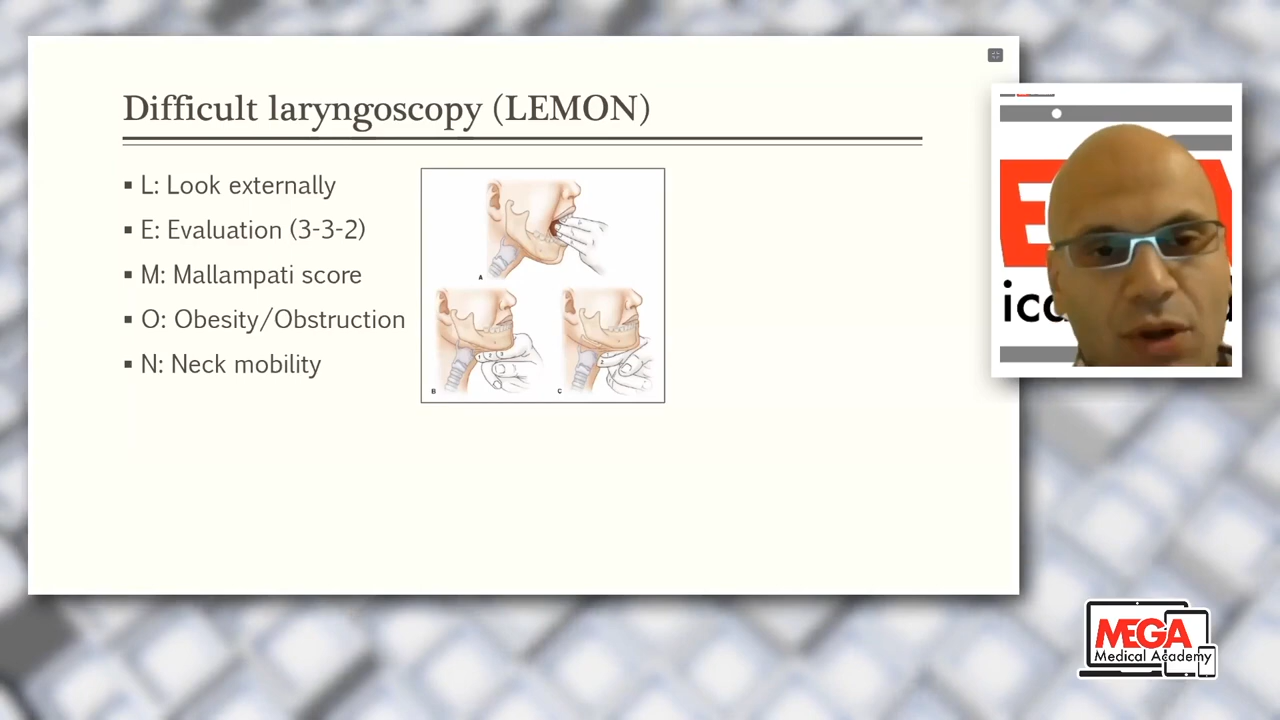 Difficult laryngoscopy (LEMON)
▪ L: Look externally
▪ E: Evaluation (3-3-2)
▪ M: Mallampati score
▪ O: Obesity/Obstruction
▪ N: Neck mobility
A
B
C
MEGA
Medical Academy